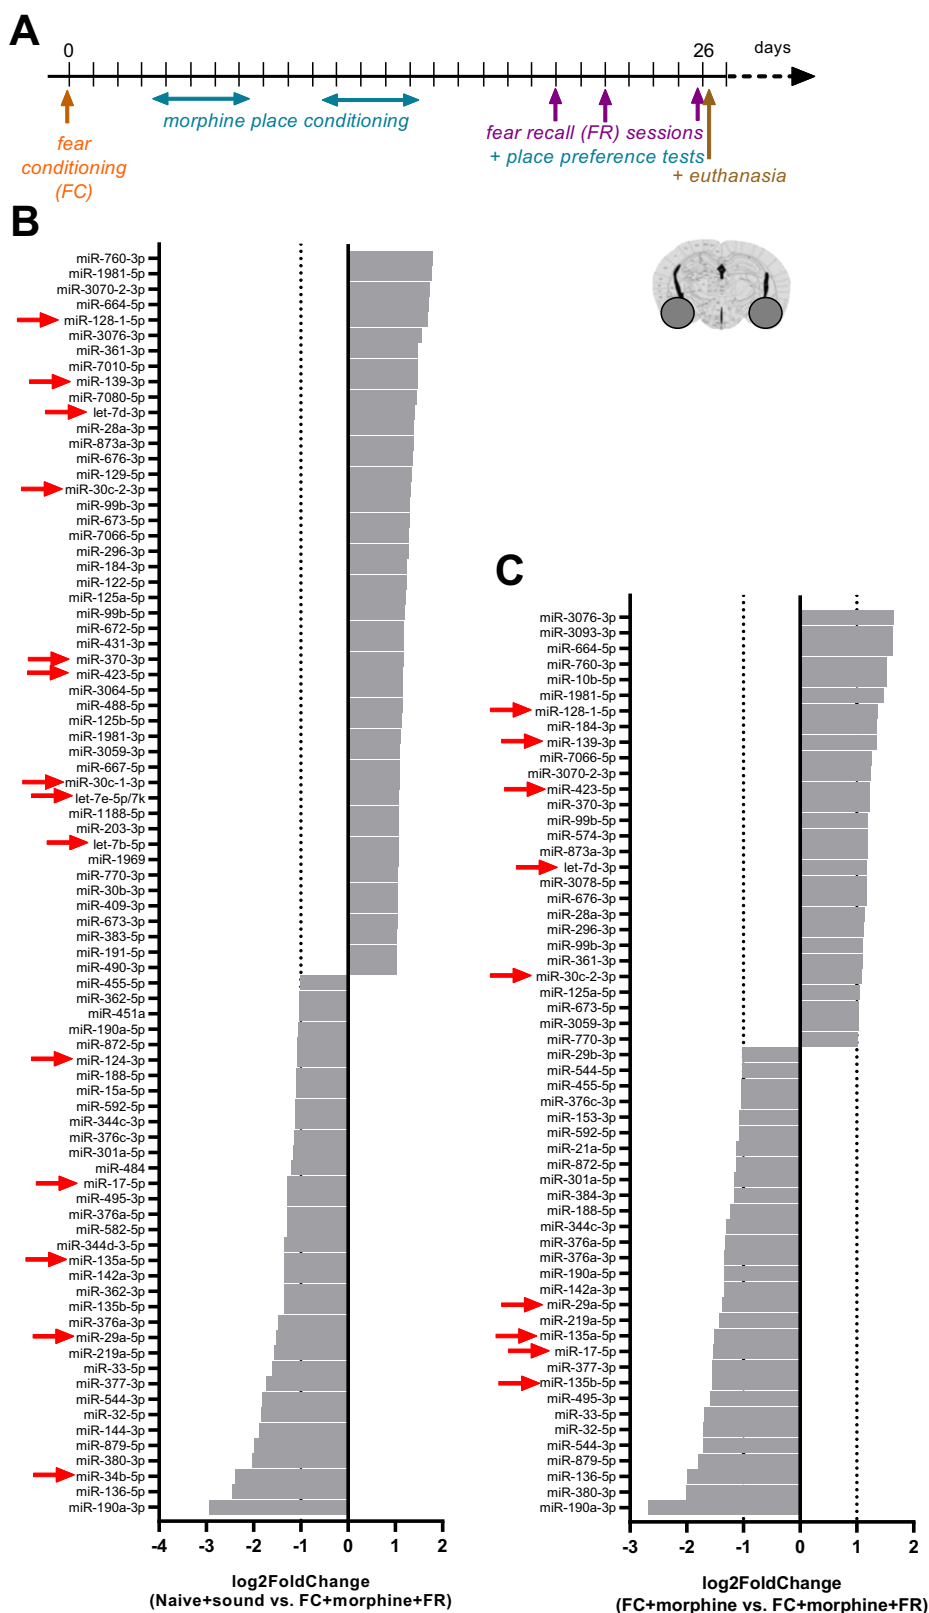 A
0
26
days
morphine place conditioning
fear
conditioning
(FC)
fear recall (FR) sessions
+ place preference tests
+ euthanasia
B
miR-760-3p
miR-1981-5p
miR-3070-2-3p
miR-664-5p
miR-128-1-5p
miR-3076-3p
miR-361-3p
miR-7010-5p
miR-139-3p
miR-7080-5p
let-7d-3p
miR-28a-3p
miR-873a-3p
miR-676-3p
miR-129-5p
miR-30c-2-3p
miR-99b-3p
miR-673-5p
miR-7066-5p
miR-296-3p
miR-184-3p
miR-122-5p
miR-125a-5p
miR-99b-5p
miR-672-5p
miR-431-3p
miR-370-3p
miR-423-5p
miR-3064-5p
miR-488-5p
miR-125b-5p
miR-1981-3p
miR-3059-3p
miR-667-5p
miR-30c-1-3p
let-7e-5p/7k
miR-1188-5p
miR-203-3p
let-7b-5p
miR-1969
miR-770-3p
miR-30b-3p
miR-409-3p
miR-673-3p
miR-383-5p
miR-191-5p
miR-490-3p
miR-455-5p
miR-362-5p
miR-451a
miR-190a-5p
miR-872-5p
miR-124-3p
miR-188-5p
miR-15a-5p
miR-592-5p
miR-344c-3p
miR-376c-3p
miR-301a-5p
miR-484
miR-17-5p
miR-495-3p
miR-376a-5p
miR-582-5p
miR-344d-3-5p
miR-135a-5p
miR-142a-3p
miR-362-3p
miR-135b-5p
miR-376a-3p
miR-29a-5p
miR-219a-5p
miR-33-5p
miR-377-3p
miR-544-3p
miR-32-5p
miR-144-3p
miR-879-5p
miR-380-3p
miR-34b-5p
miR-136-5p
miR-190a-3p
-4 -3 -2 -1 0 1 2
log2FoldChange
(Naive+sound vs. FC+morphine+FR)
C
miR-3076-3p
miR-3093-3p
miR-664-5p
miR-760-3p
miR-10b-5p
miR-1981-5p
miR-128-1-5p
miR-184-3p
miR-139-3p
miR-7066-5p
miR-3070-2-3p
miR-423-5p
miR-370-3p
miR-99b-5p
miR-574-3p
miR-873a-3p
let-7d-3p
miR-3078-5p
miR-676-3p
miR-28a-3p
miR-296-3p
miR-99b-3p
miR-361-3p
miR-30c-2-3p
miR-125a-5p
miR-673-5p
miR-3059-3p
miR-770-3p
miR-29b-3p
miR-544-5p
miR-455-5p
miR-376c-3p
miR-153-3p
miR-592-5p
miR-21a-5p
miR-872-5p
miR-301a-5p
miR-384-3p
miR-188-5p
miR-344c-3p
miR-376a-5p
miR-376a-3p
miR-190a-5p
miR-142a-3p
miR-29a-5p
miR-219a-5p
miR-135a-5p
miR-17-5p
miR-377-3p
miR-135b-5p
miR-495-3p
miR-33-5p
miR-32-5p
miR-544-3p
miR-879-5p
miR-136-5p
miR-380-3p
miR-190a-3p
-3 -2 -1 0 1 2
log2FoldChange
(FC+morphine vs. FC+morphine+FR)